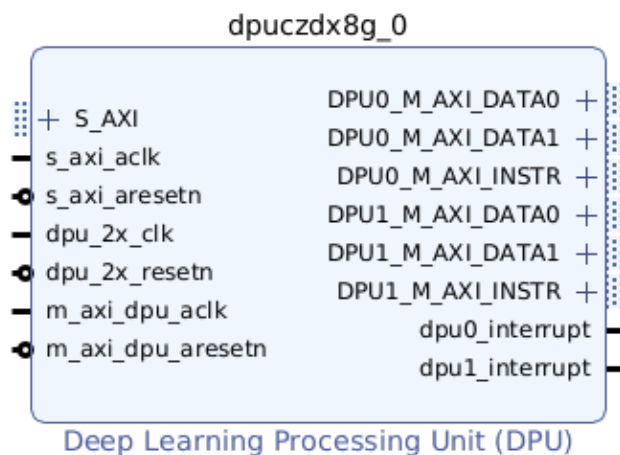 dpuczdx8g_0
S_AXI
s_axi_aclk
s_axi_aresetn
dpu_2x_clk
dpu_2x_resetn
m_axi_dpu_aclk
m_axi_dpu_aresetn
DPU0_M_AXI_DATA0
DPU0_M_AXI_DATA1
DPU0_M_AXI_INSTR
DPU1_M_AXI_DATA0
DPU1_M_AXI_DATA1
DPU1_M_AXI_INSTR
dpu0_interrupt
dpu1_interrupt
Deep Learning Processing Unit (DPU)